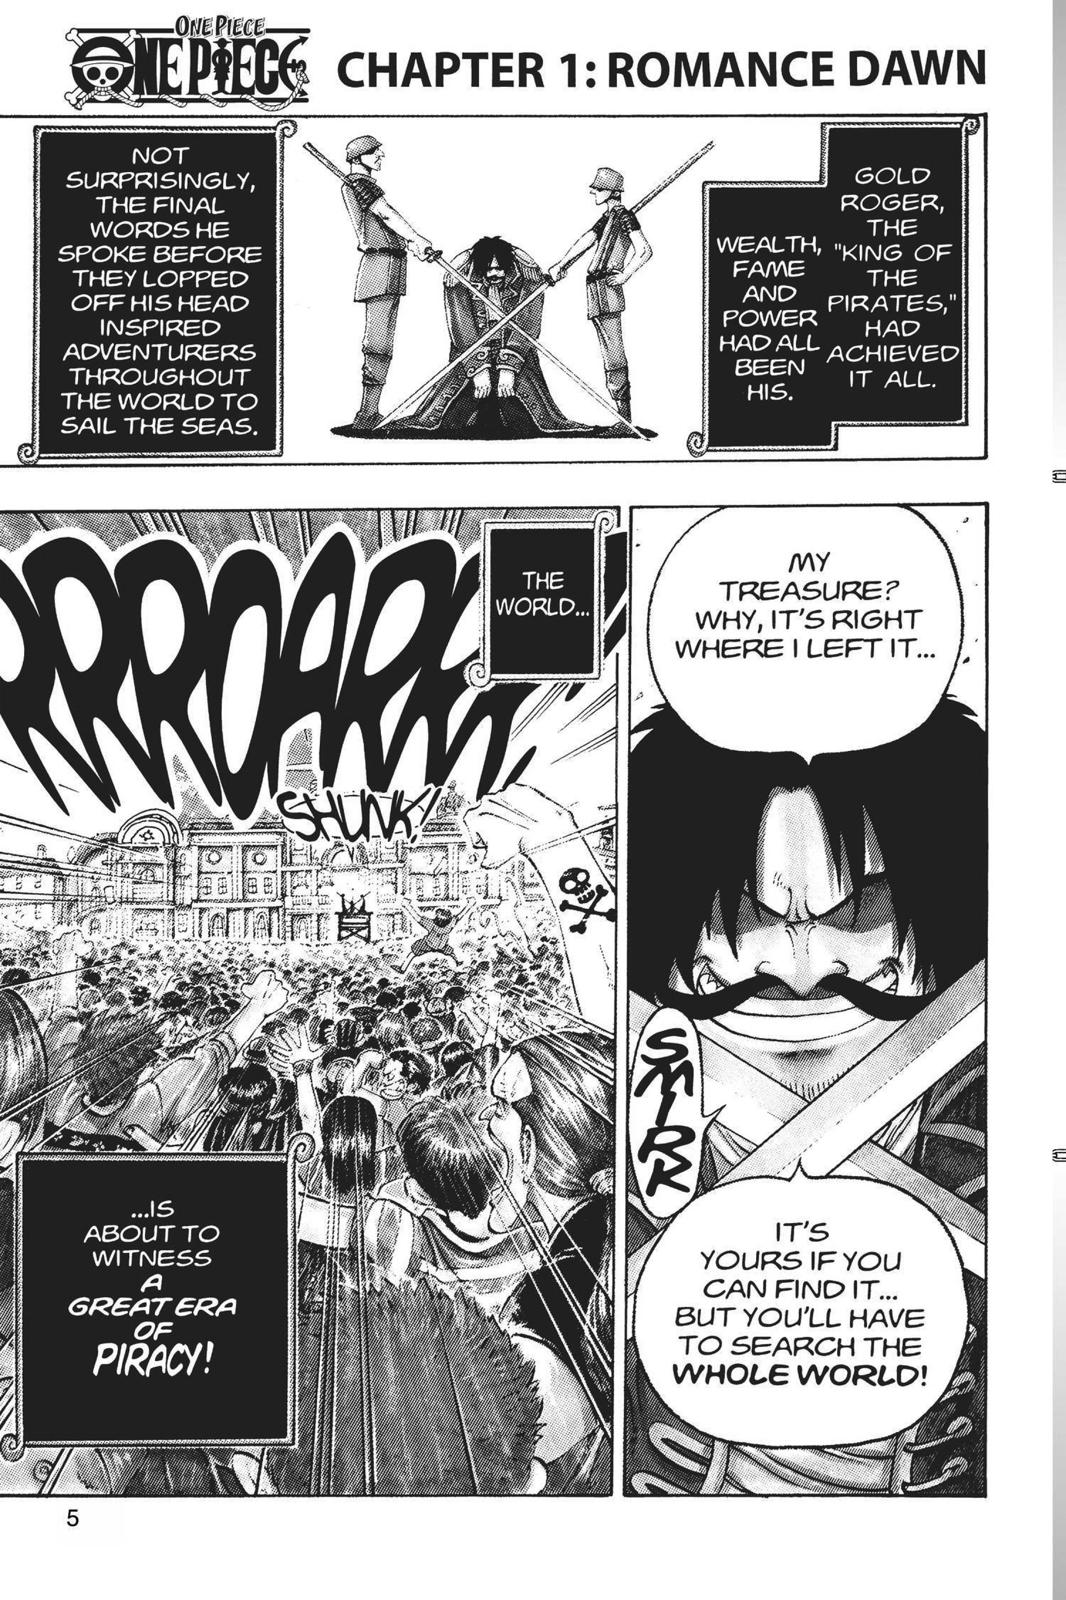 ONE PIECE
ONE PIECE
CHAPTER 1: ROMANCE DAWN
GOLD
ROGER,
THE
"KING OF
THE
PIRATES,"
HAD
ACHIEVED
IT ALL.
WEALTH,
FAME
AND
POWER
HAD ALL
BEEN
HIS.
NOT
SURPRISINGLY,
THE FINAL
WORDS HE
SPOKE BEFORE
THEY LOPPED
OFF HIS HEAD
INSPIRED
ADVENTURERS
THROUGHOUT
THE WORLD TO
SAIL THE SEAS.
MY
TREASURE?
WHY, IT'S RIGHT
WHERE I LEFT IT...
SMIRK
IT'S
YOURS IF YOU
CAN FIND IT...
BUT YOU'LL HAVE
TO SEARCH THE
WHOLE WORLD!
THE
WORLD...
RRRROARRR!
SHUNK!
...IS
ABOUT TO
WITNESS
A
GREAT ERA
OF
PIRACY!
5